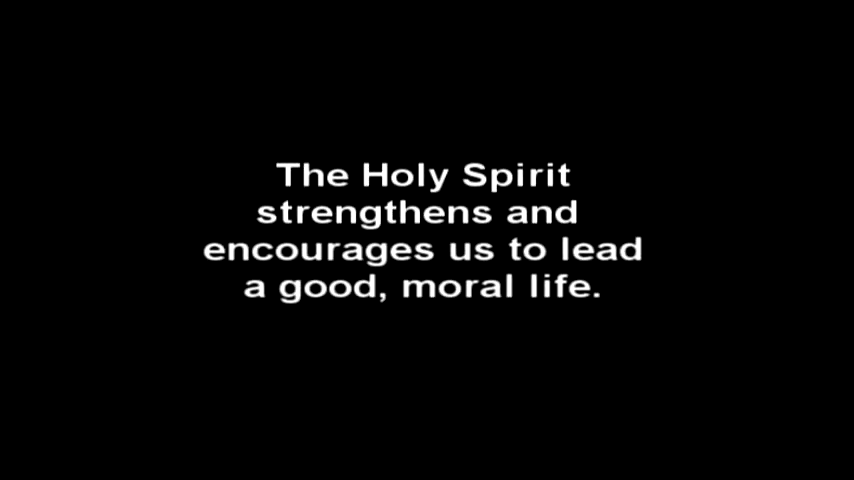 The Holy Spirit
strengthens and
encourages us to lead
a good, moral life.